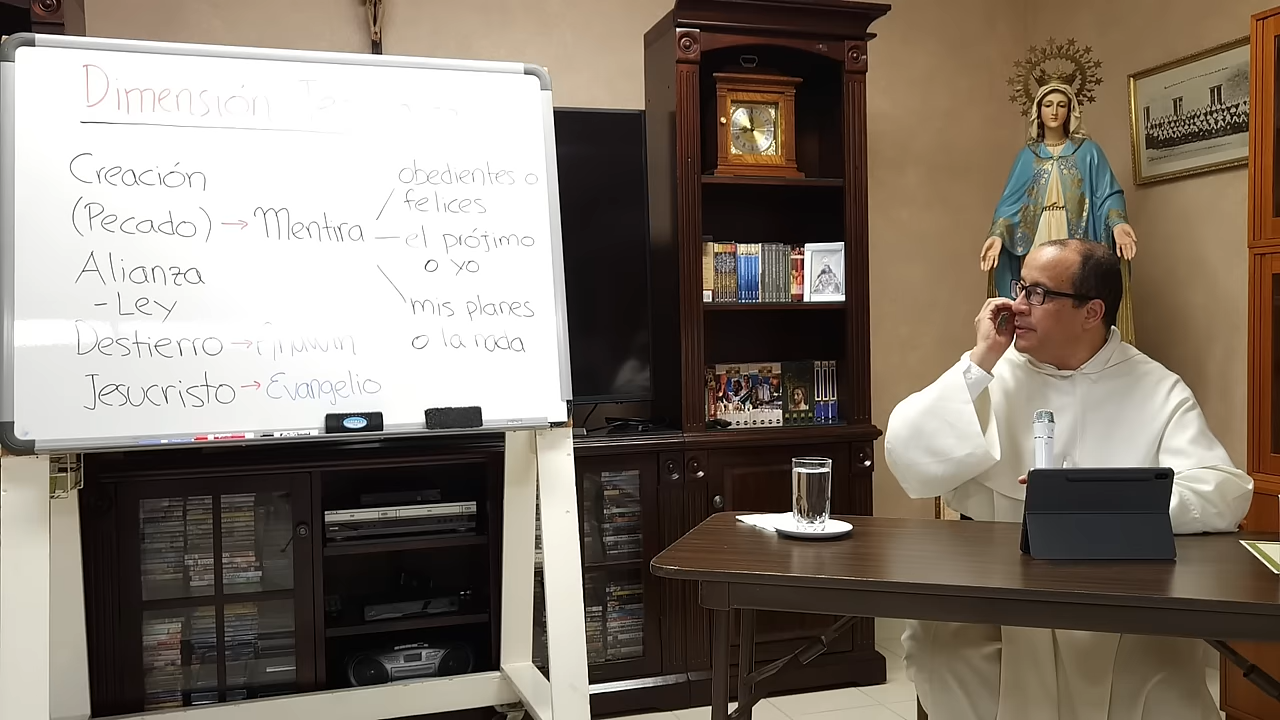 Dimensión
Creación
(Pecado) → Mentira
obedientes o
felices
el prójimo
o yo
mis planes
o la nada
Alianza
- Ley
Destierro →
Jesucristo → Evangelio